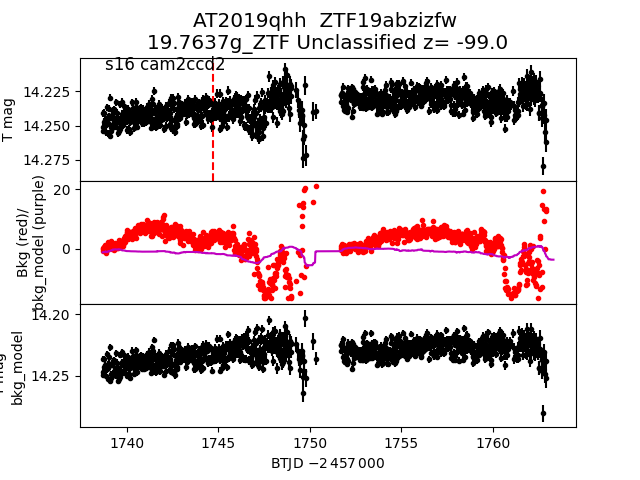 AT2019qhh ZTF19abzizfw
19.7637g_ZTF Unclassified z= -99.0
s16 cam2ccd2
T mag
14.225
14.250
14.275
Bkg (red)/
bkg_model (purple)
20
0
mag
bkg_model
14.20
14.25
1740
1745
1750
1755
1760
BTJD −2 457 000